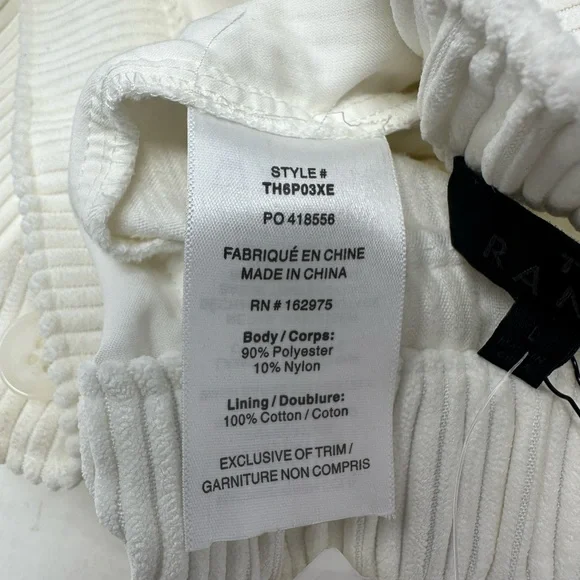 STYLE #
TH6P03XE
PO 418556
FABRIQUÉ EN CHINE
MADE IN CHINA
RN # 162975
Body / Corps:
90% Polyester
10% Nylon
Lining / Doublure:
100% Cotton / Coton
EXCLUSIVE OF TRIM /
GARNITURE NON COMPRIS
L